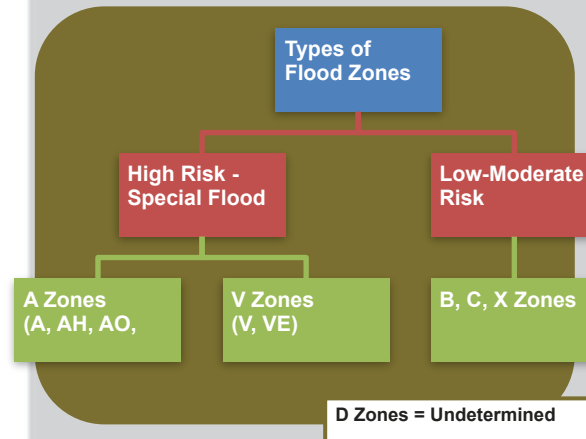 Types of
Flood Zones
High Risk -
Special Flood
Low-Moderate
Risk
A Zones
(A, AH, AO,
V Zones
(V, VE)
B, C, X Zones
D Zones = Undetermined